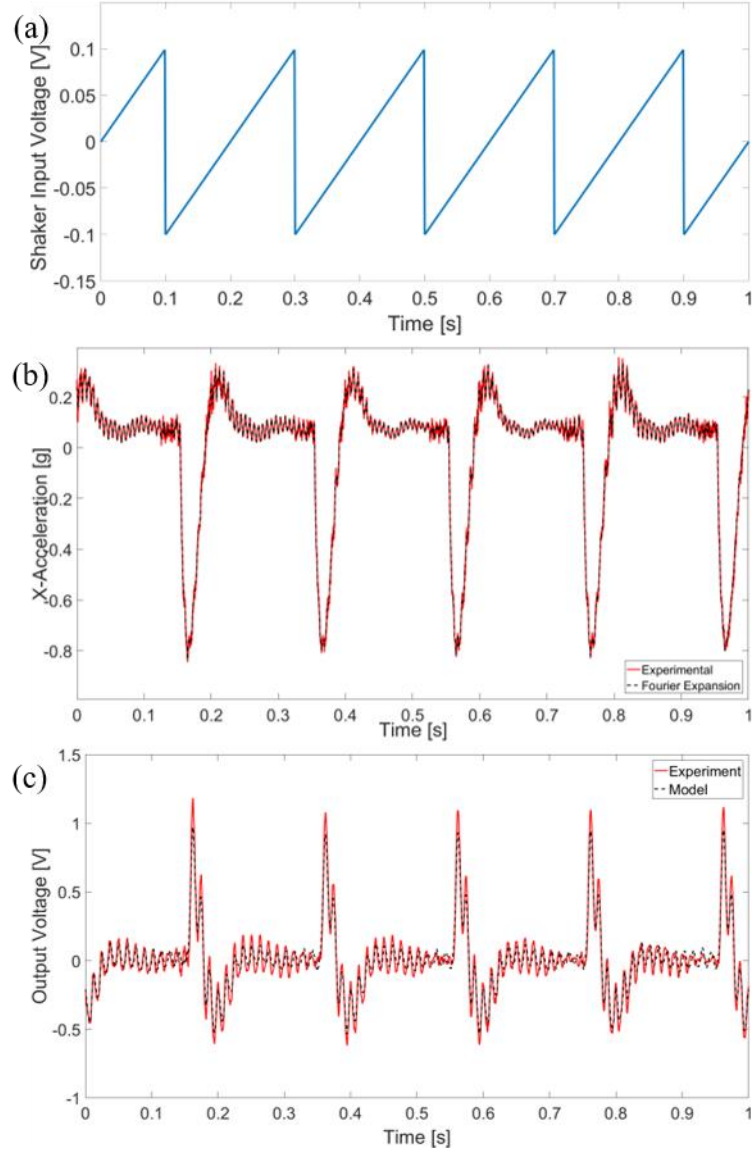 (a)
Shaker Input Voltage [V]
0.1
0.05
0
-0.05
-0.1
-0.15
0 0.1 0.2 0.3 0.4 0.5 0.6 0.7 0.8 0.9 1
Time [s]
(b)
X-Acceleration [g]
0.2
0
-0.2
-0.4
-0.6
-0.8
Experimental
Fourier Expansion
0 0.1 0.2 0.3 0.4 0.5 0.6 0.7 0.8 0.9 1
Time [s]
(c)
Output Voltage [V]
1.5
1
0.5
0
-0.5
-1
Experiment
Model
0 0.1 0.2 0.3 0.4 0.5 0.6 0.7 0.8 0.9 1
Time [s]